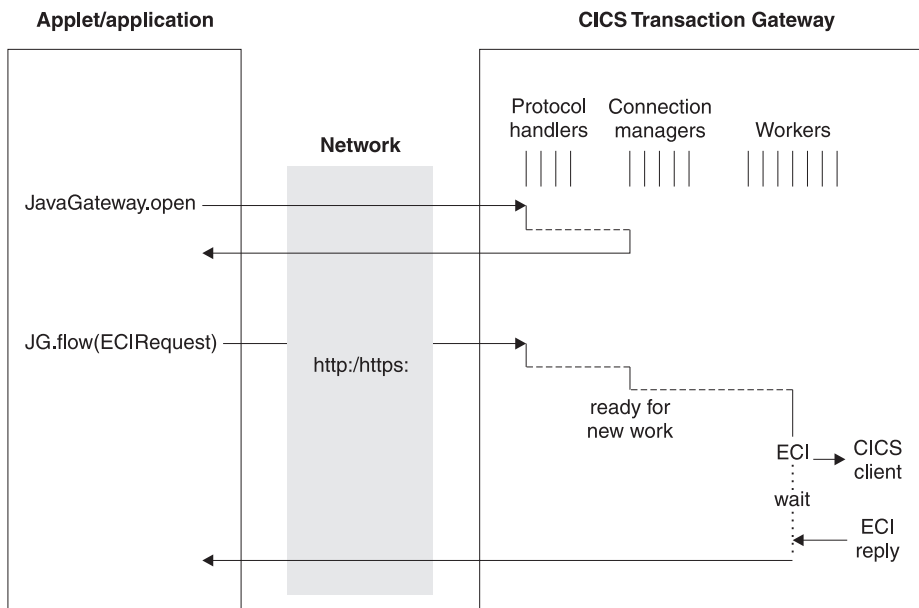 Applet/application
CICS Transaction Gateway
Protocol
handlers
Connection
managers
Workers
Network
JavaGateway.open
JG.flow(ECIRequest)
http:/https:
ready for
new work
ECI
CICS
client
wait
ECI
reply